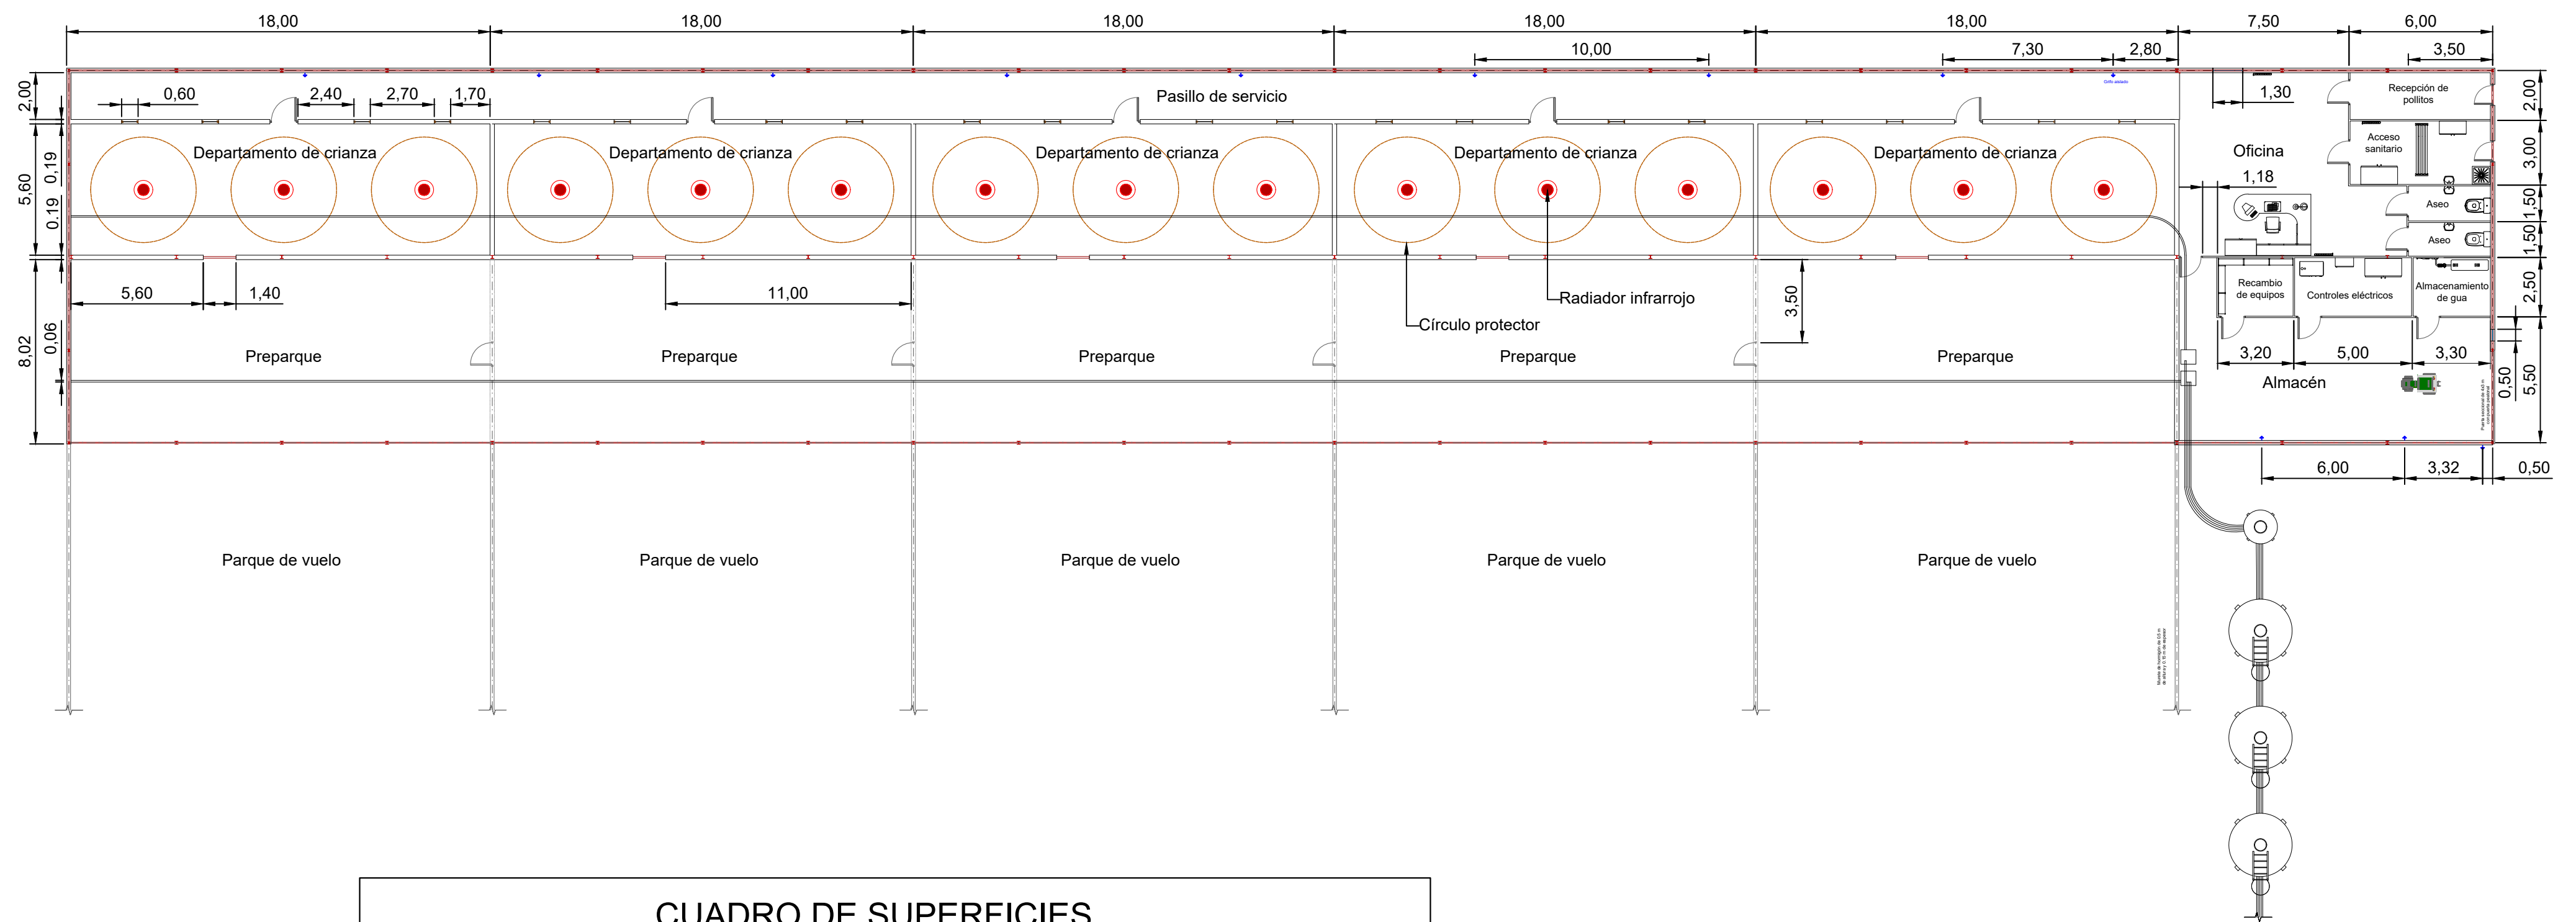 18,00
18,00
18,00
18,00
18,00
7,50
6,00
10,00
7,30
2,80
3,50
2,00
0,60
2,40
2,70
1,70
Pasillo de servicio
Grifo aislado
1,30
Recepción de
pollitos
2,00
Departamento de crianza
Departamento de crianza
Departamento de crianza
Departamento de crianza
Departamento de crianza
Oficina
Acceso
sanitario
3,00
5,60
0,19
0.19
1,18
Aseo
1,50
Aseo
1,50
5,60
1,40
11,00
Radiador infrarrojo
Círculo protector
3,50
Recambio
de equipos
Controles eléctricos
Almacenamiento
de gua
2,50
8,02
0,06
Preparque
Preparque
Preparque
Preparque
Preparque
3,20
5,00
3,30
0,50
5,50
Almacén
6,00
3,32
0,50
Parque de vuelo
Parque de vuelo
Parque de vuelo
Parque de vuelo
Parque de vuelo
CUADRO DE SUPERFICIES